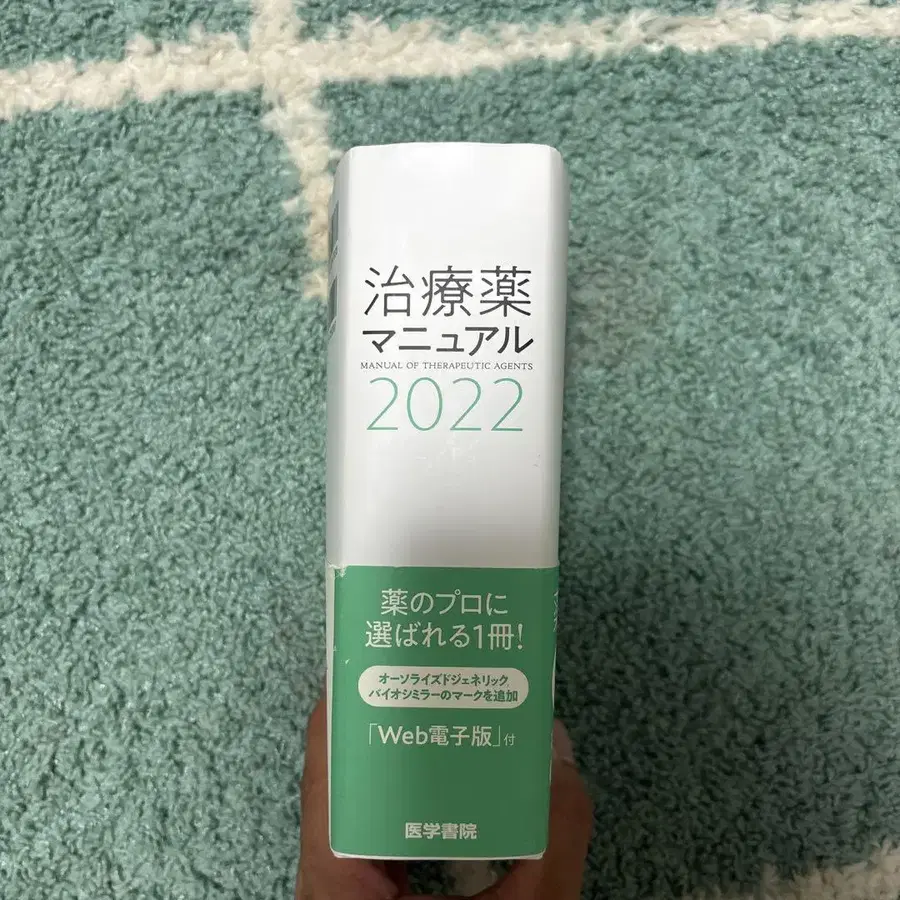 治療薬
マニュアル
MANUAL OF THERAPEUTIC AGENTS
2022
薬のプロに
選ばれる1冊!
オーソライズドジェネリック,
バイオシミラーのマークを追加
「Web電子版」付
医学書院